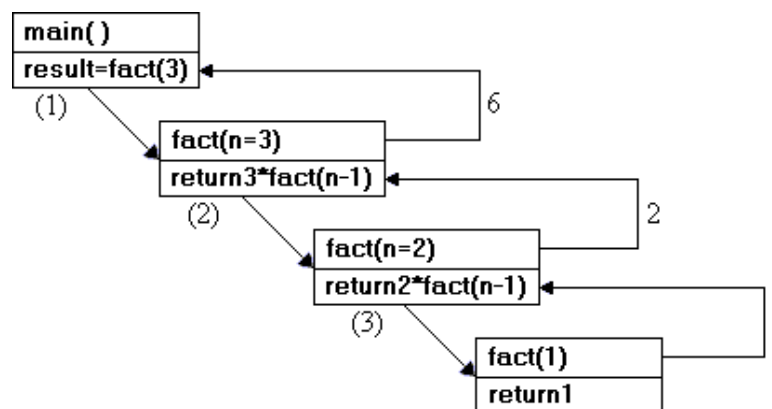 main( )
result=fact(3)
(1)
6
fact(n=3)
return3*fact(n-1)
(2)
2
fact(n=2)
return2*fact(n-1)
(3)
fact(1)
return1